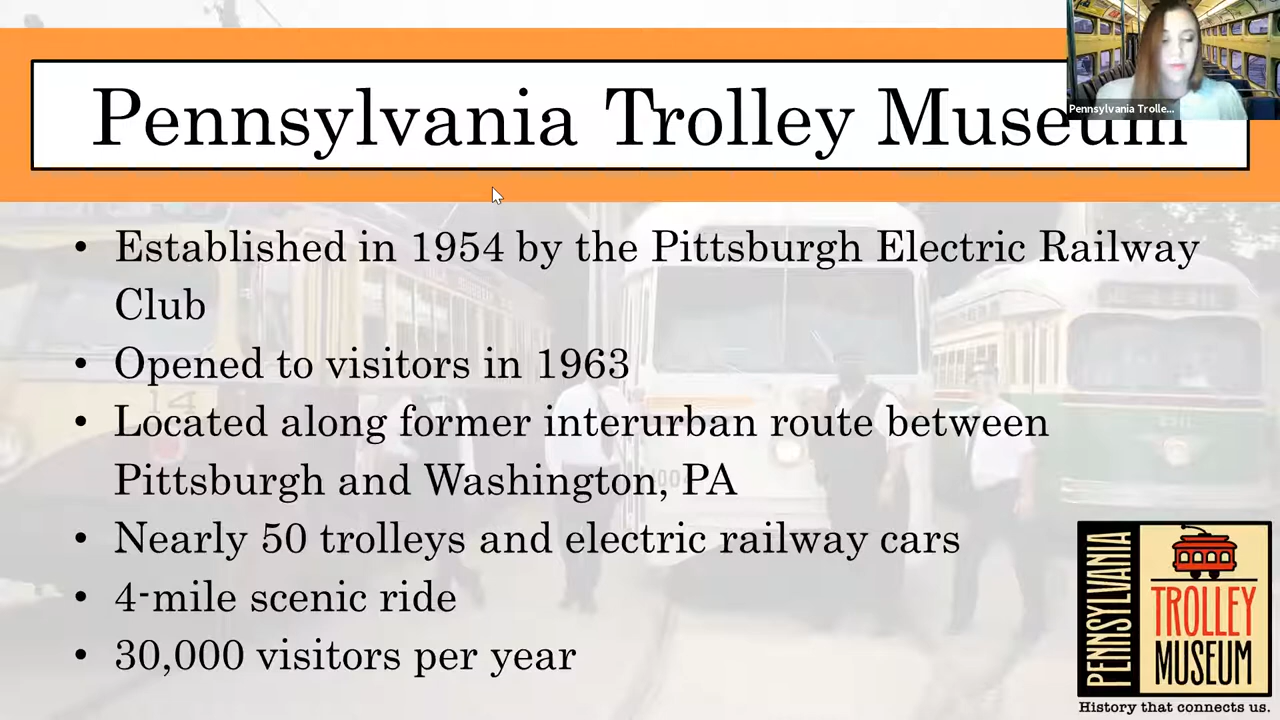 Pennsylvania Trolley Museum
Pennsylvania Trolle...
• Established in 1954 by the Pittsburgh Electric Railway
Club
• Opened to visitors in 1963
• Located along former interurban route between
Pittsburgh and Washington, PA
• Nearly 50 trolleys and electric railway cars
• 4-mile scenic ride
• 30,000 visitors per year
14
PENNSYLVANIA
TROLLEY
MUSEUM
History that connects us.